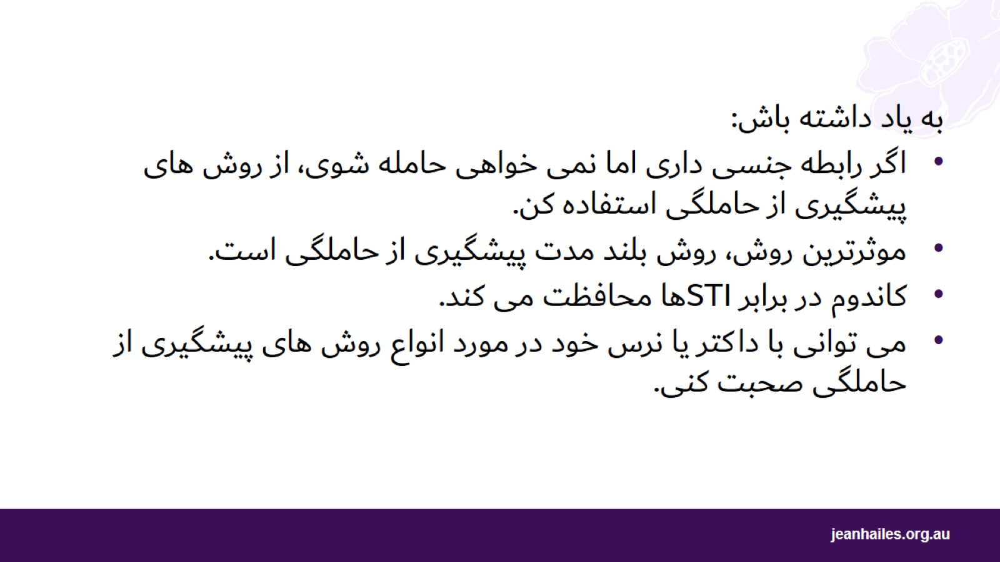 به یاد داشته باش:
• اگر رابطه جنسی داری اما نمی خواهی حامله شوی، از روش های
پیشگیری از حاملگی استفاده کن.
• موثرترین روش، روش بلند مدت پیشگیری از حاملگی است.
• کاندوم در برابر STIها محافظت می کند.
• می توانی با داکتر یا نرس خود در مورد انواع روش های پیشگیری از
حاملگی صحبت کنی.
jeanhailes.org.au